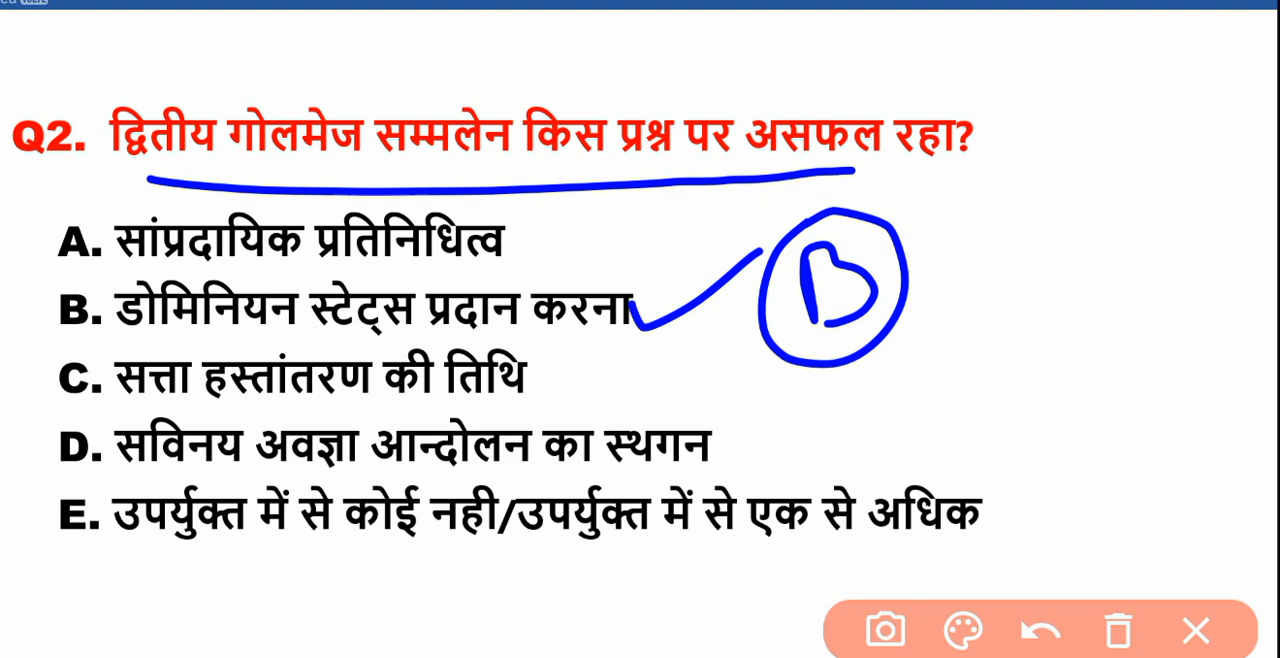 Q2. द्वितीय गोलमेज सम्मलेन किस प्रश्न पर असफल रहा?
A. सांप्रदायिक प्रतिनिधित्व
B. डोमिनियन स्टेट्स प्रदान करना
B
C. सत्ता हस्तांतरण की तिथि
D. सविनय अवज्ञा आन्दोलन का स्थगन
E. उपर्युक्त में से कोई नही/उपर्युक्त में से एक से अधिक